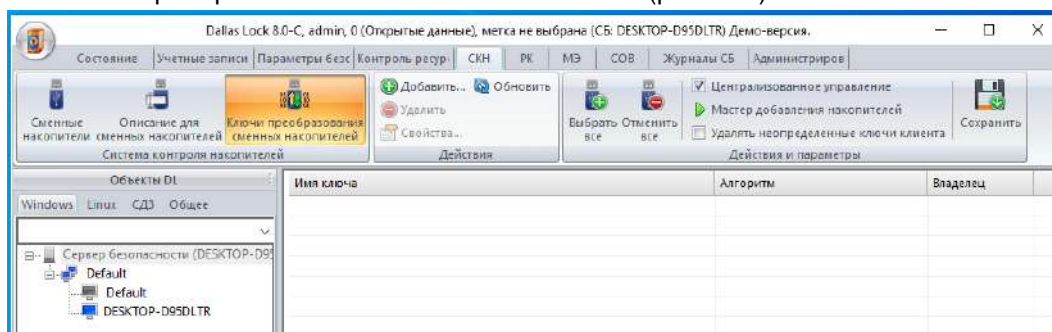 Dallas Lock 8.0-C, admin, 0 (Открытые данные), метка не выбрана (СБ: DESKTOP-D95DLTR) Демо-версия.
Состояние Учетные записи Параметры безс Контроль ресур СКН РК МЭ СОВ Журналы СБ Администриров
Сменные накопители
Описание для сменных накопителей
Ключи преобразования сменных накопителей
Система контроля накопителей
Добавить... Обновить
Удалить
Свойства...
Действия
Выбрать все
Отменить все
Централизованное управление
Мастер добавления накопителей
Удалять неопределенные ключи клиента
Действия и параметры
Сохранить
Объекты DL
Windows Linux СДЗ Общее
Имя ключа Алгоритм Владелец
Сервер безопасности (DESKTOP-D95
Default
Default
DESKTOP-D95DLTR